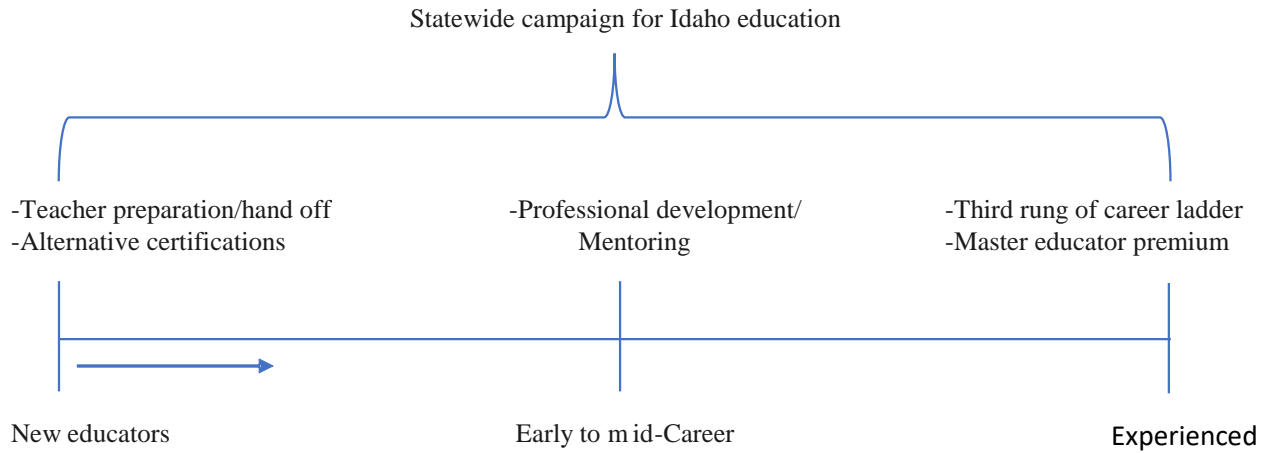 Statewide campaign for Idaho education
-Teacher preparation/hand off
-Alternative certifications
-Professional development/
Mentoring
-Third rung of career ladder
-Master educator premium
New educators
Early to mid-Career
Experienced